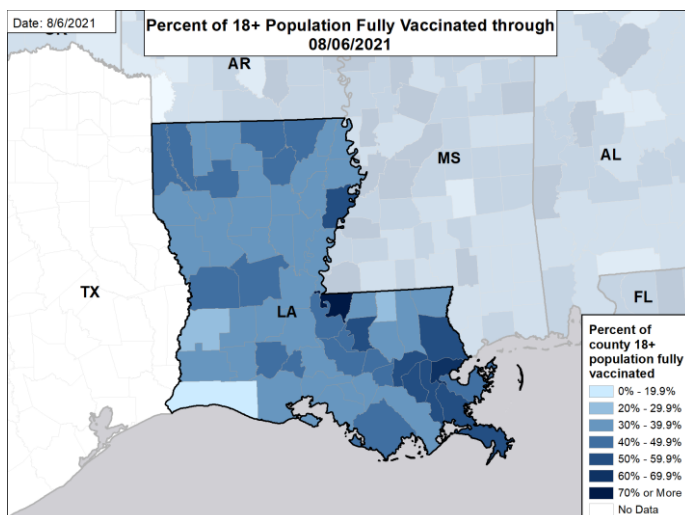 Date: 8/6/2021
Percent of 18+ Population Fully Vaccinated through
08/06/2021
AR
MS
AL
TX
LA
FL
Percent of
county 18+
population fully
vaccinated
0% - 19.9%
20% - 29.9%
30% - 39.9%
40% - 49.9%
50% - 59.9%
60% - 69.9%
70% or More
No Data